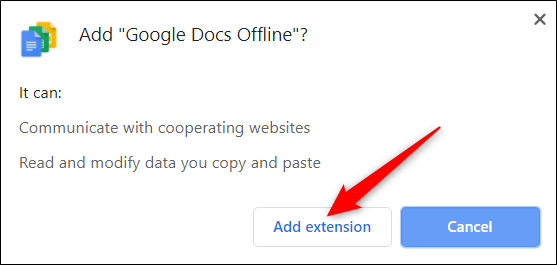 Add "Google Docs Offline"?
It can:
Communicate with cooperating websites
Read and modify data you copy and paste
Add extension
Cancel